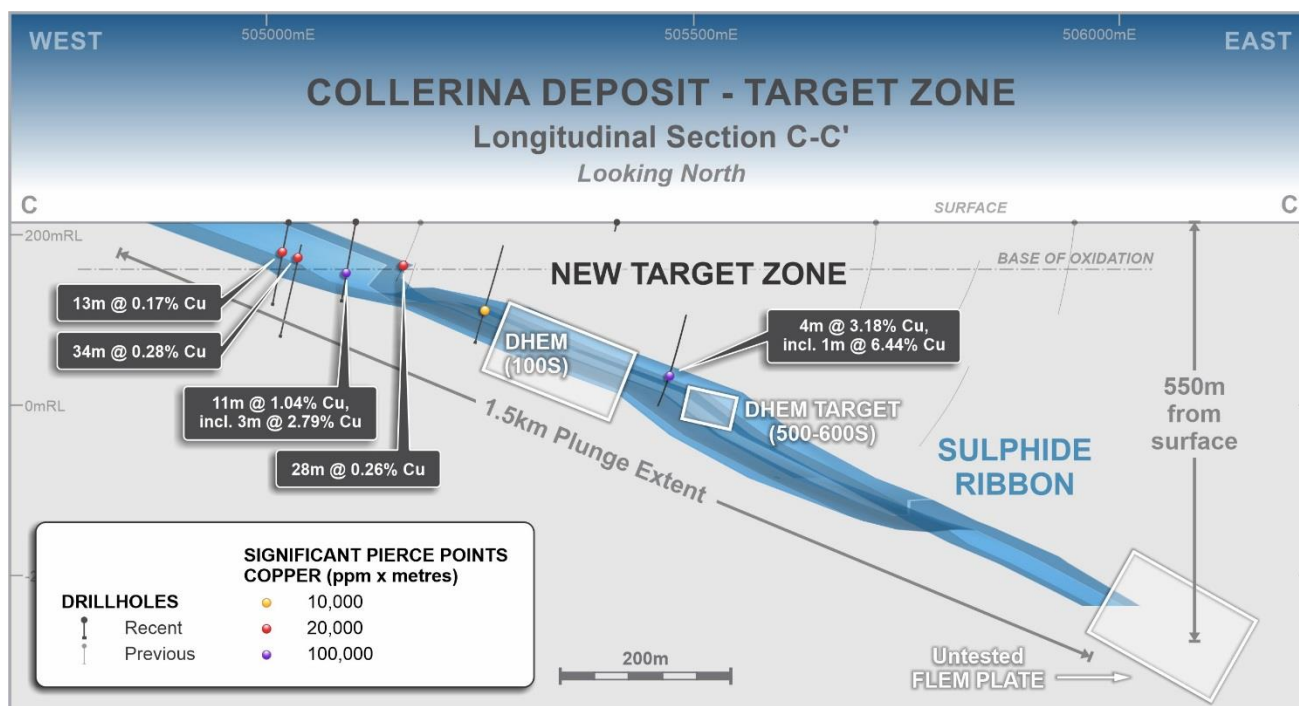 WEST
505000mE
505500mE
506000mE
EAST
COLLERINA DEPOSIT - TARGET ZONE
Longitudinal Section C-C'
Looking North
C
SURFACE
C
200mRL
BASE OF OXIDATION
NEW TARGET ZONE
13m @ 0.17% Cu
34m @ 0.28% Cu
11m @ 1.04% Cu,
incl. 3m @ 2.79% Cu
28m @ 0.26% Cu
4m @ 3.18% Cu,
incl. 1m @ 6.44% Cu
DHEM
(100S)
DHEM TARGET
(500-600S)
0mRL
1.5km Plunge Extent
SULPHIDE
RIBBON
550m
from
surface
SIGNIFICANT PIERCE POINTS
COPPER (ppm x metres)
DRILLHOLES
Recent
Previous
10,000
20,000
100,000
200m
Untested
FLEM PLATE